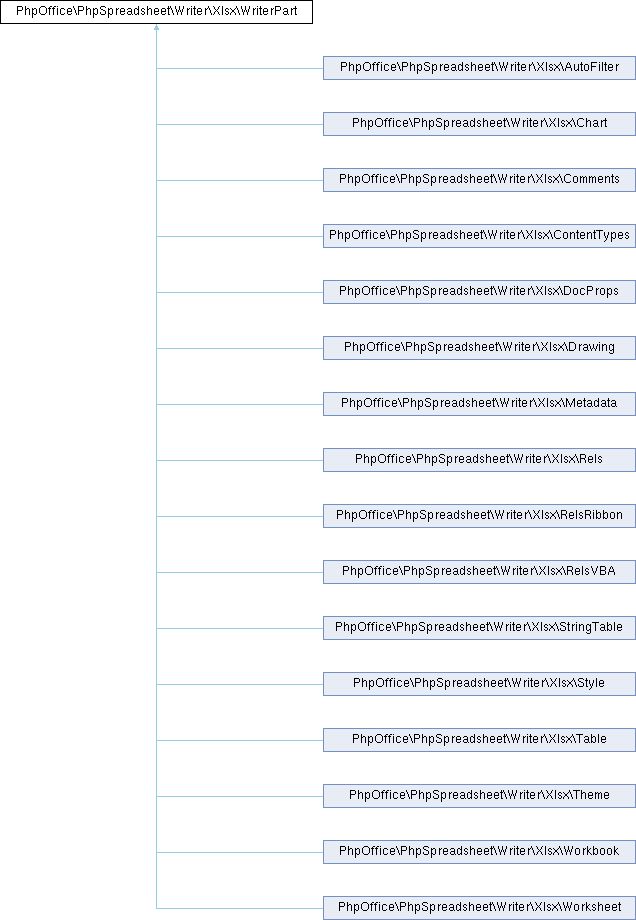 PhpOffice\PhpSpreadsheet\Writer\Xlsx\WriterPart
PhpOffice\PhpSpreadsheet\Writer\Xlsx\AutoFilter
PhpOffice\PhpSpreadsheet\Writer\Xlsx\Chart
PhpOffice\PhpSpreadsheet\Writer\Xlsx\Comments
PhpOffice\PhpSpreadsheet\Writer\Xlsx\ContentTypes
PhpOffice\PhpSpreadsheet\Writer\Xlsx\DocProps
PhpOffice\PhpSpreadsheet\Writer\Xlsx\Drawing
PhpOffice\PhpSpreadsheet\Writer\Xlsx\Metadata
PhpOffice\PhpSpreadsheet\Writer\Xlsx\Rels
PhpOffice\PhpSpreadsheet\Writer\Xlsx\RelsRibbon
PhpOffice\PhpSpreadsheet\Writer\Xlsx\RelsVBA
PhpOffice\PhpSpreadsheet\Writer\Xlsx\StringTable
PhpOffice\PhpSpreadsheet\Writer\Xlsx\Style
PhpOffice\PhpSpreadsheet\Writer\Xlsx\Table
PhpOffice\PhpSpreadsheet\Writer\Xlsx\Theme
PhpOffice\PhpSpreadsheet\Writer\Xlsx\Workbook
PhpOffice\PhpSpreadsheet\Writer\Xlsx\Worksheet